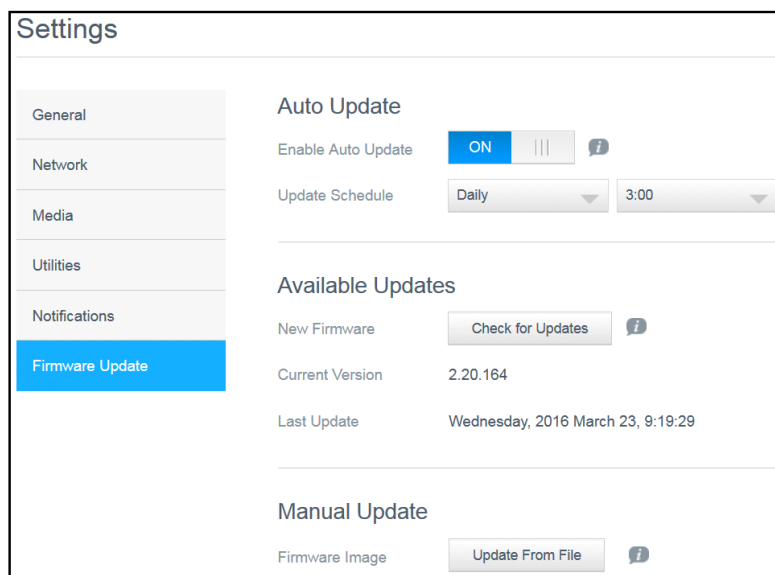 Settings
General
Network
Media
Utilities
Notifications
Firmware Update
Auto Update
Enable Auto Update ON
Update Schedule Daily 3:00
Available Updates
New Firmware Check for Updates
Current Version 2.20.164
Last Update Wednesday, 2016 March 23, 9:19:29
Manual Update
Firmware Image Update From File